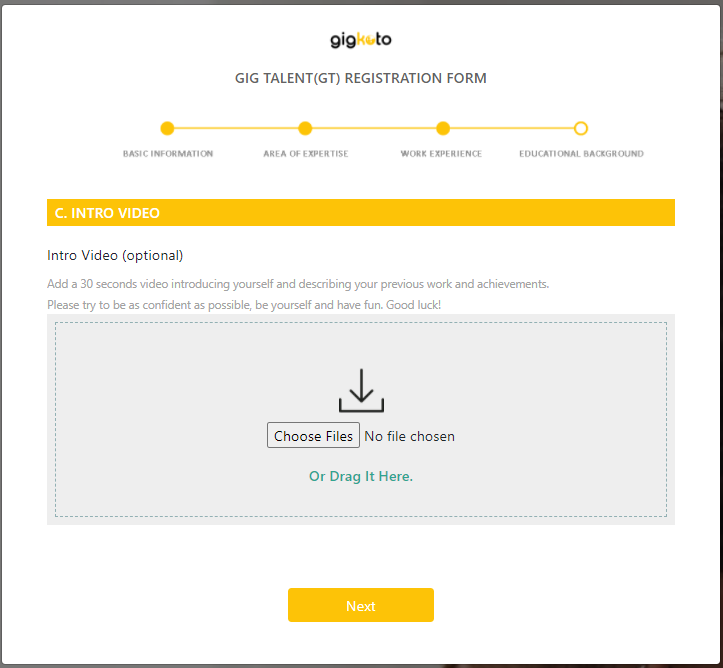 gigkoto
GIG TALENT(GT) REGISTRATION FORM
BASIC INFORMATION
AREA OF EXPERTISE
WORK EXPERIENCE
EDUCATIONAL BACKGROUND
C. INTRO VIDEO
Intro Video (optional)
Add a 30 seconds video introducing yourself and describing your previous work and achievements.
Please try to be as confident as possible, be yourself and have fun. Good luck!
Choose Files No file chosen
Or Drag It Here.
Next